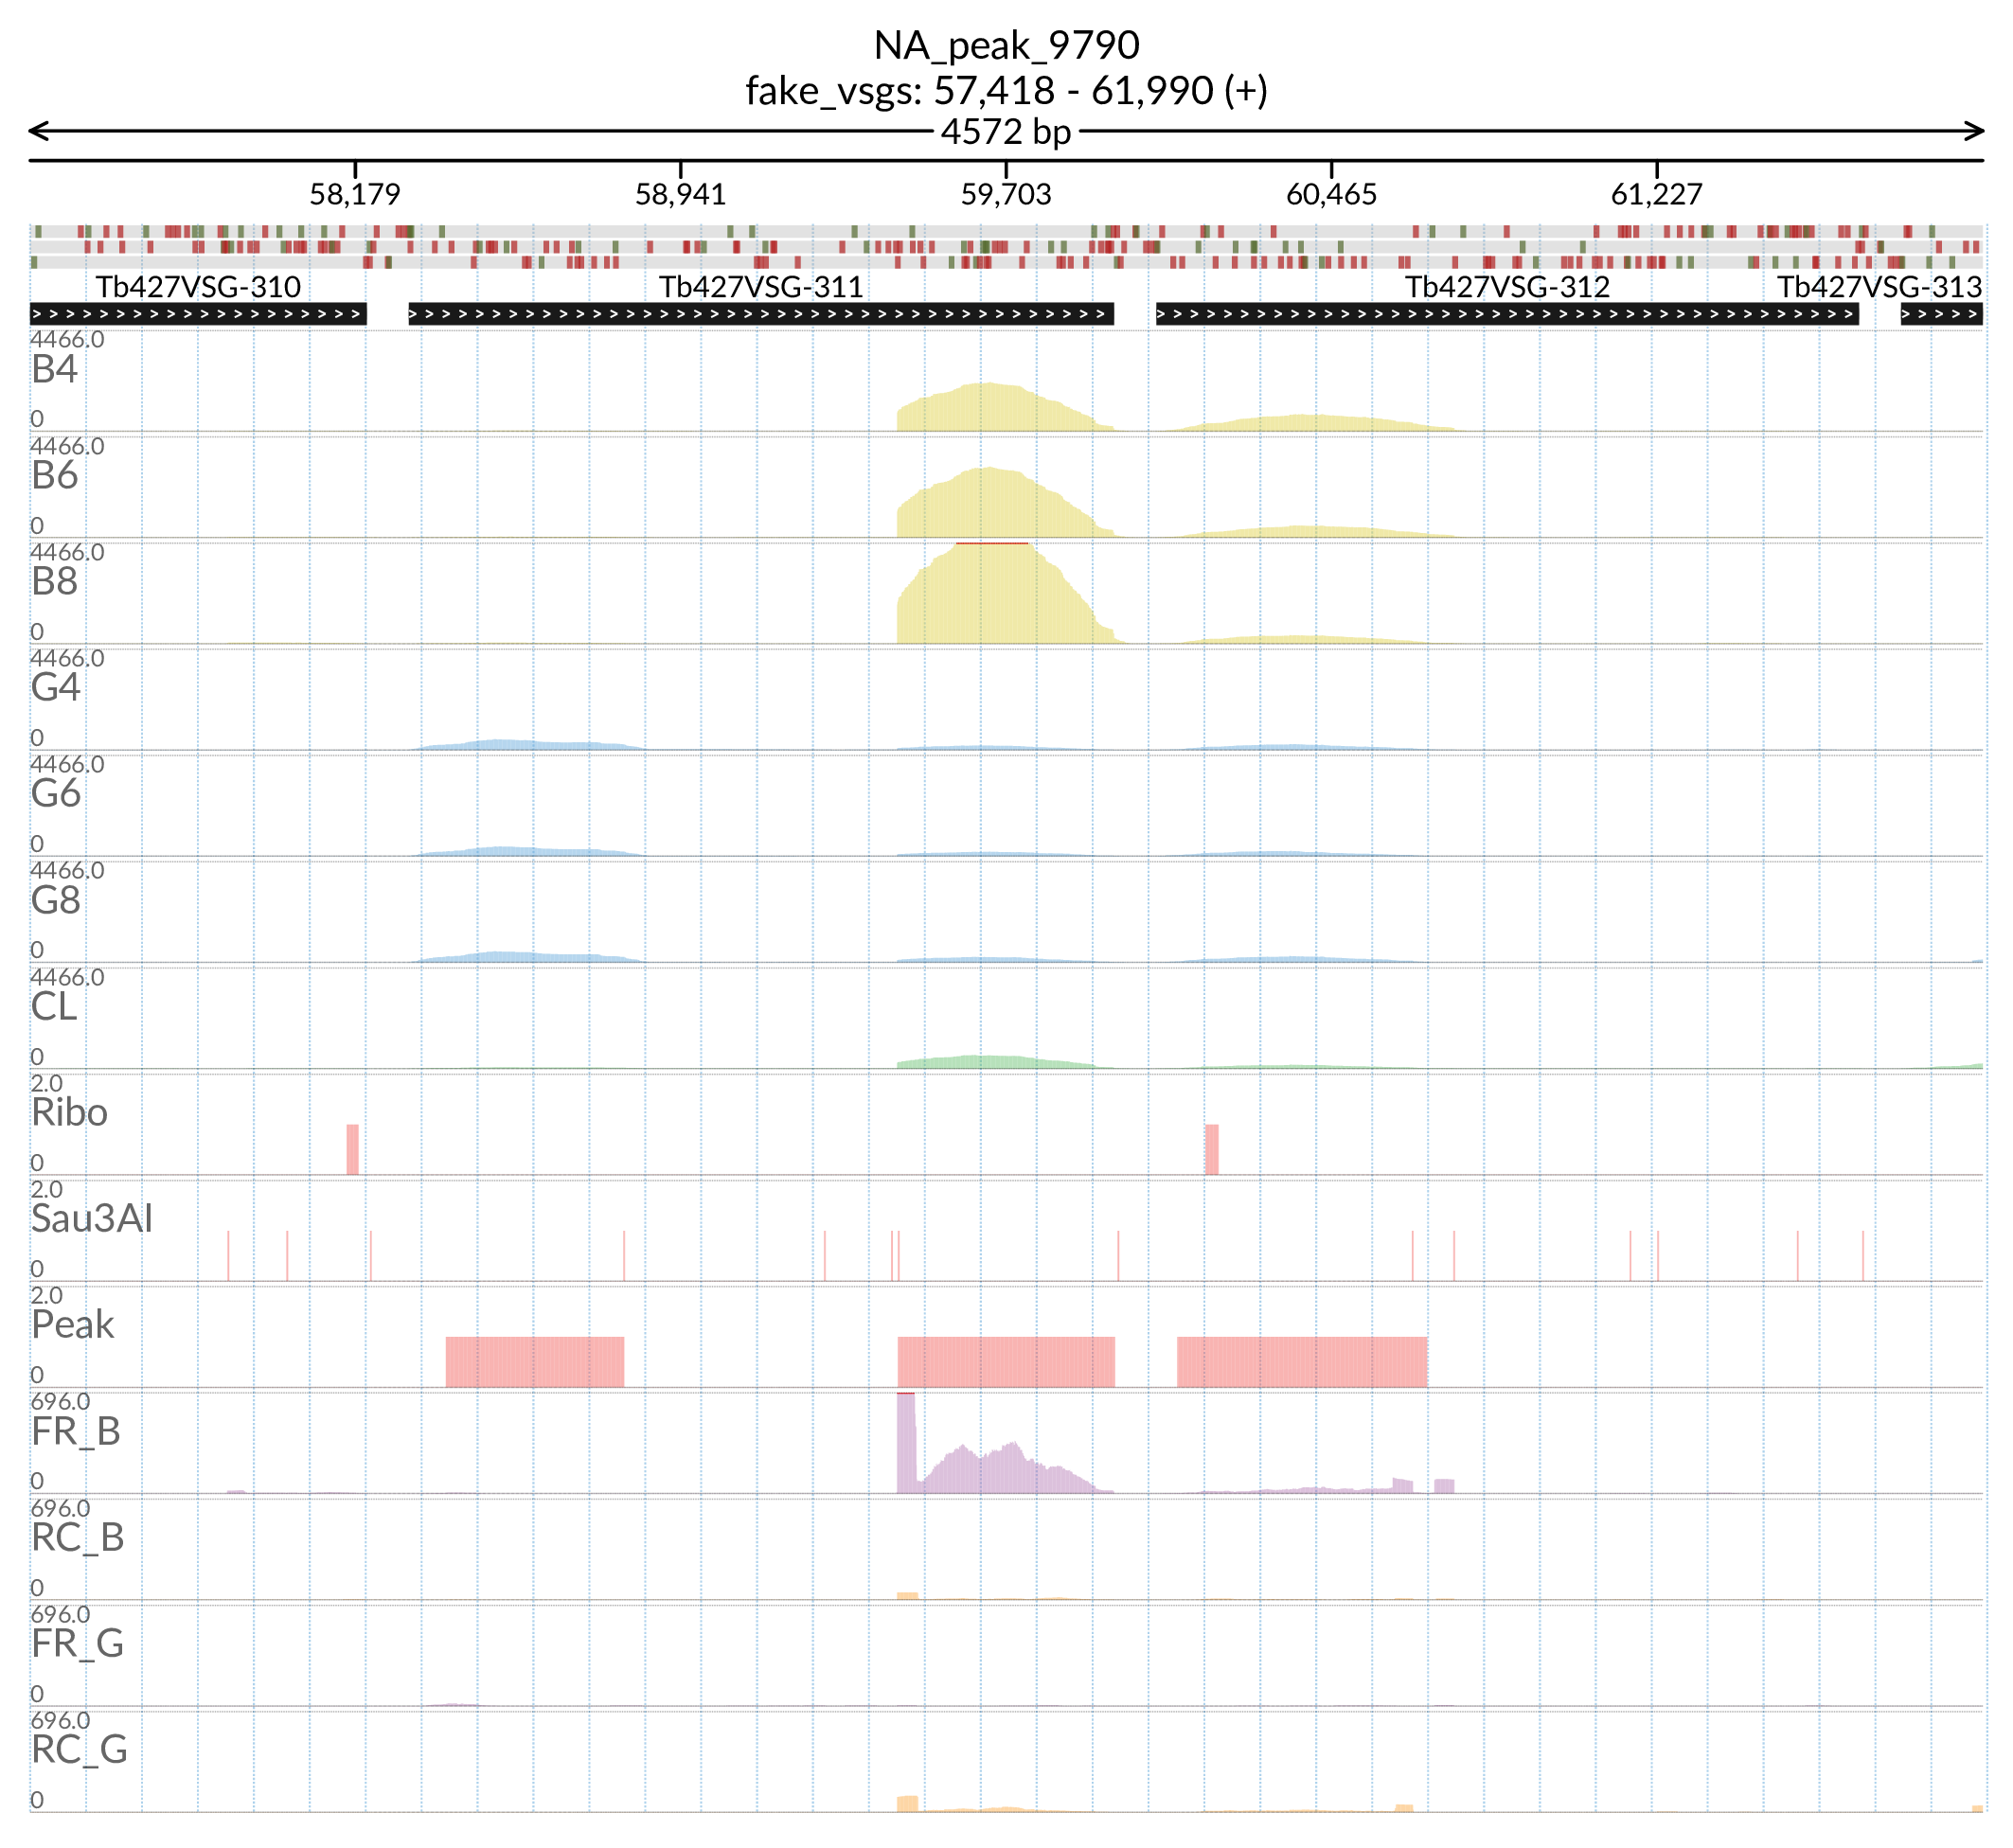 NA_peak_9790
fake_vsgs: 57,418 - 61,990 (+)
4572 bp
58,179 58,941 59,703 60,465 61,227
Tb427VSG-310 Tb427VSG-311 Tb427VSG-312 Tb427VSG-313
4466.0
B4
0
4466.0
B6
0
4466.0
B8
0
4466.0
G4
0
4466.0
G6
0
4466.0
G8
0
4466.0
CL
0
2.0
Ribo
0
2.0
Sau3AI
0
2.0
Peak
0
696.0
FR_B
0
696.0
RC_B
0
696.0
FR_G
0
696.0
RC_G
0